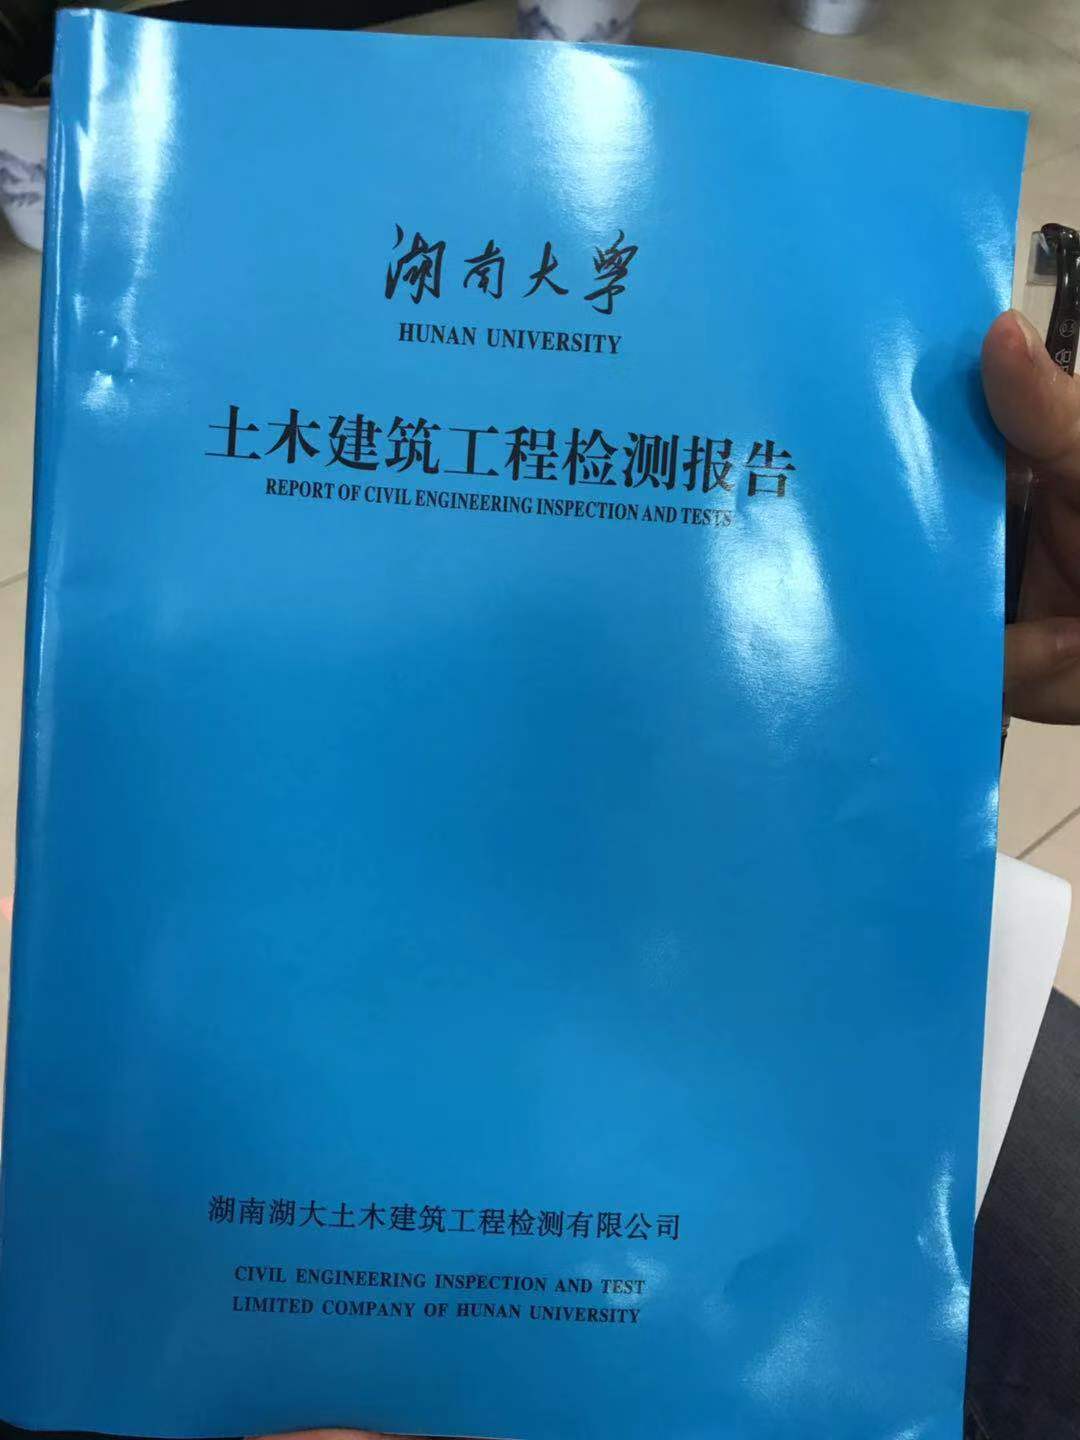 湖南大学
HUNAN UNIVERSITY
土木建筑工程检测报告
REPORT OF CIVIL ENGINEERING INSPECTION AND TESTS
湖南湖大土木建筑工程检测有限公司
CIVIL ENGINEERING INSPECTION AND TEST
LIMITED COMPANY OF HUNAN UNIVERSITY